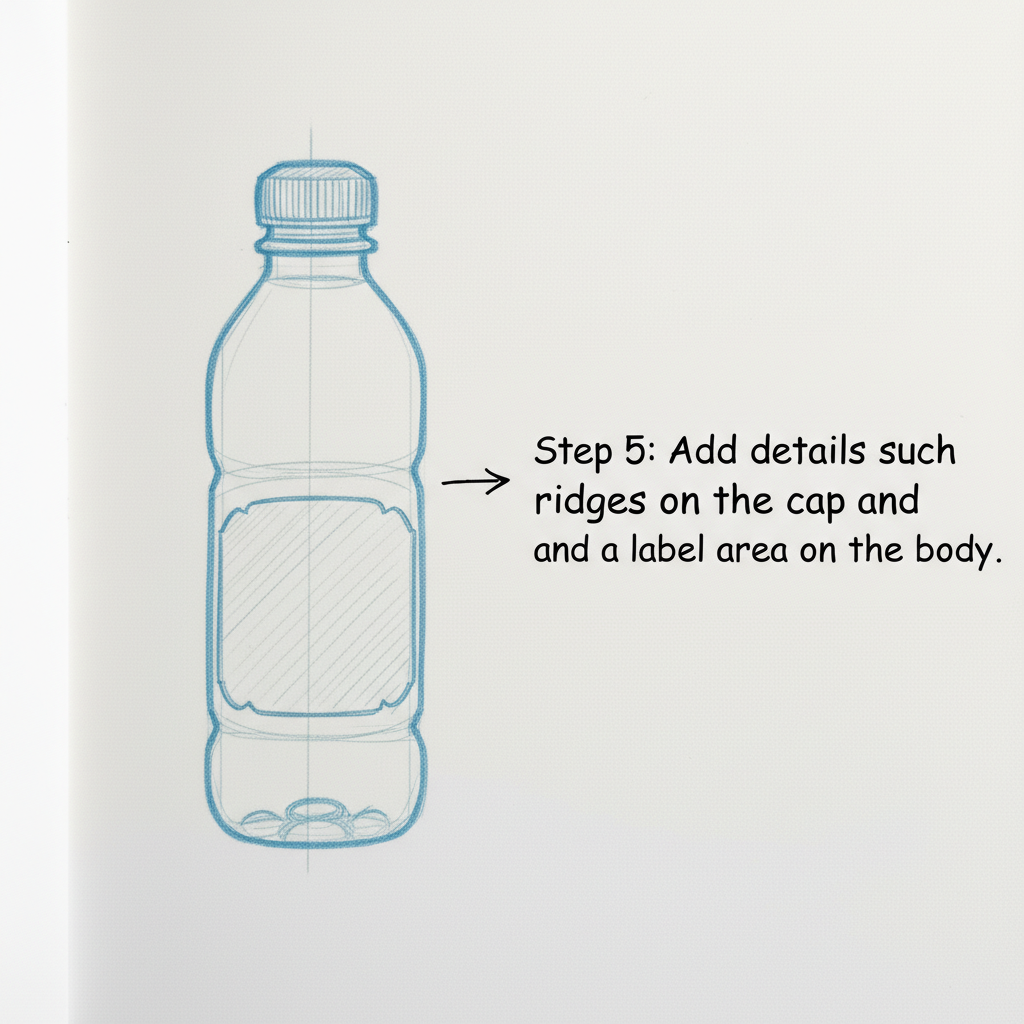 Step 5: Add details such
ridges on the cap and
and a label area on the body.